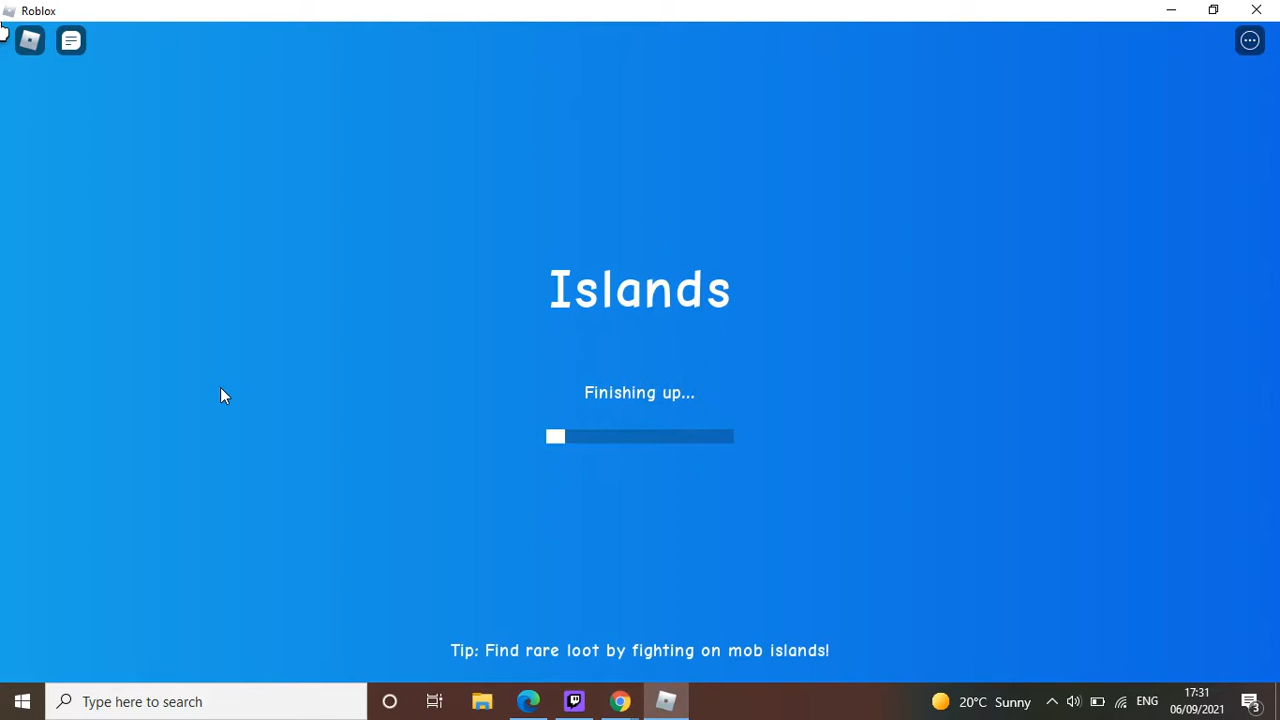 Roblox
Islands
Finishing up...
Tip: Find rare loot by fighting on mob islands!
Type here to search
20°C Sunny
ENG
17:31
06/09/2021
3